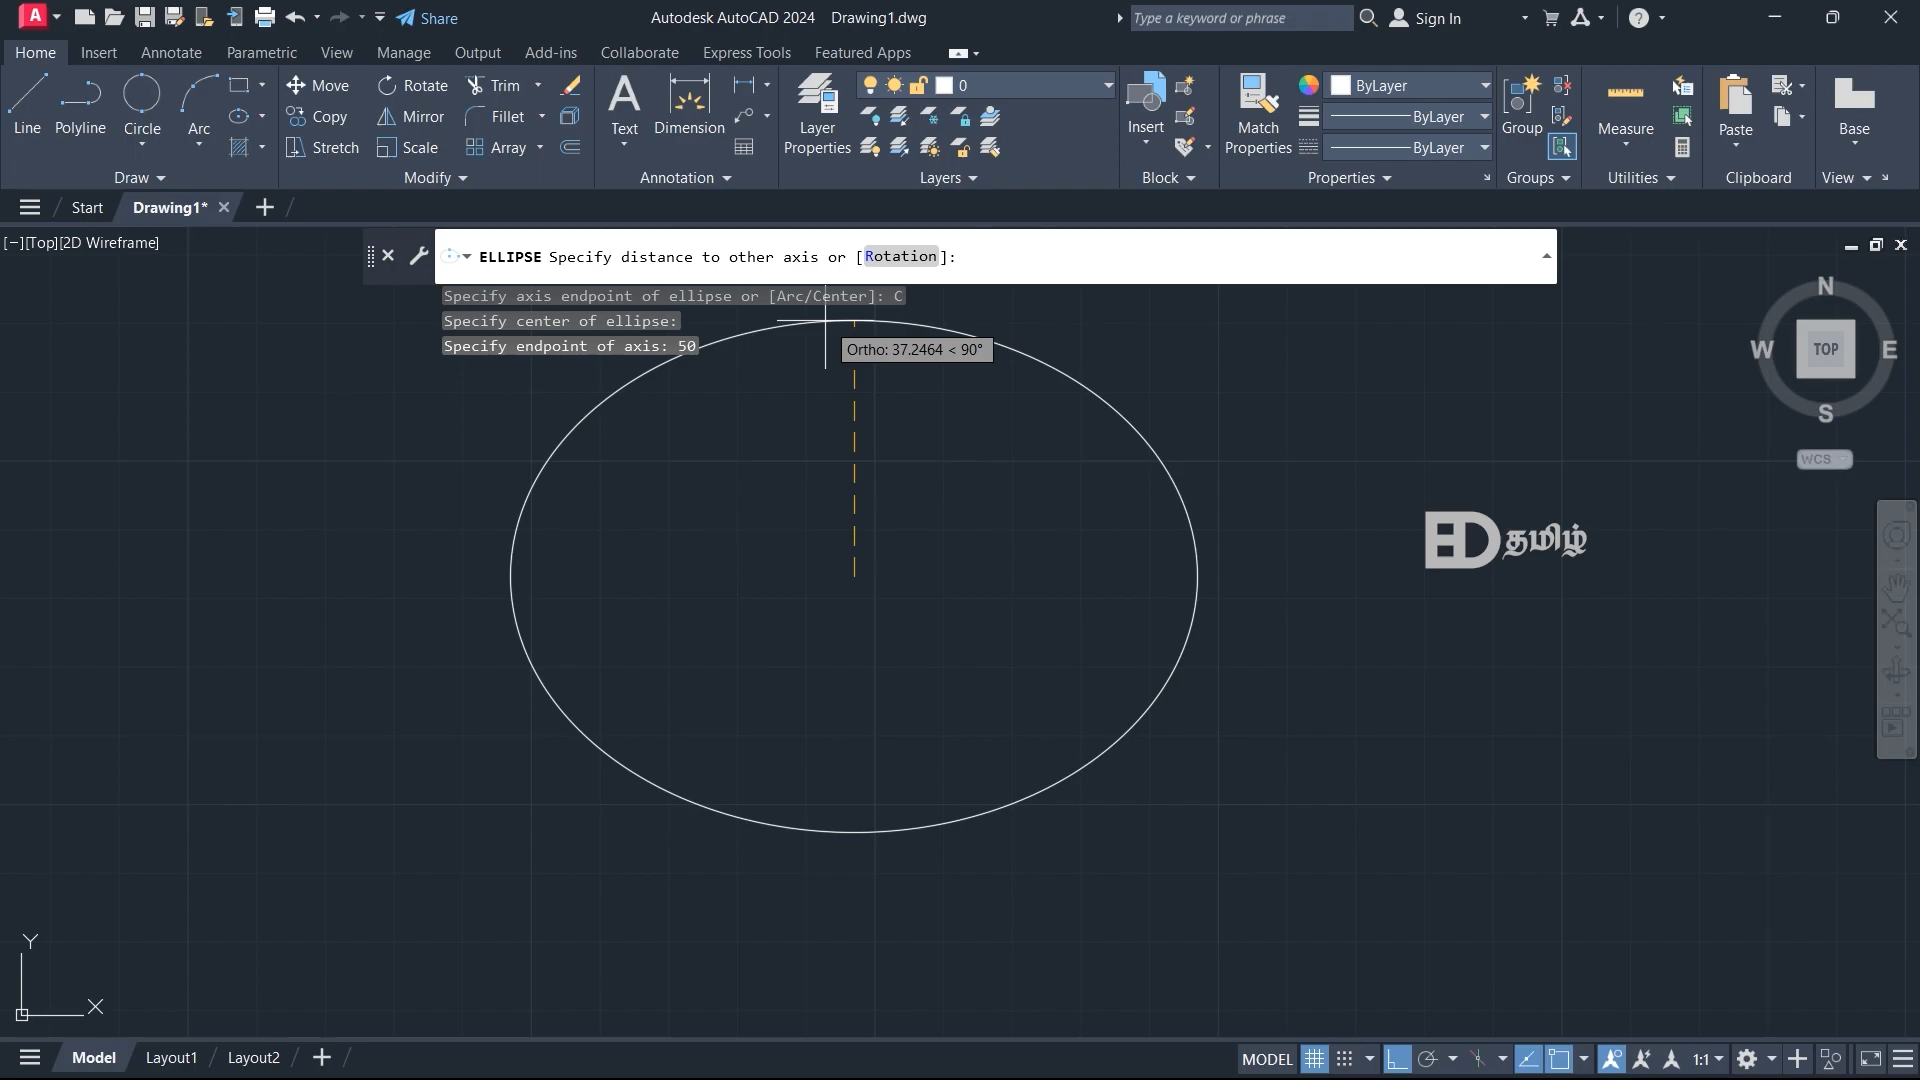 Share
Autodesk AutoCAD 2024 Drawing1.dwg
Type a keyword or phrase
Sign In
Home Insert Annotate Parametric View Manage Output Add-ins Collaborate Express Tools Featured Apps
Line Polyline Circle Arc
Draw
Move Rotate Trim
Copy Mirror Fillet
Stretch Scale Array
Modify
Text Dimension
Annotation
Layer Properties
0
Layers
Insert
Block
Match Properties
ByLayer
ByLayer
ByLayer
Properties
Group
Groups
Measure
Utilities
Paste
Clipboard
Base
View
Start Drawing1*
[−][Top][2D Wireframe]
ELLIPSE Specify distance to other axis or [Rotation]:
Specify axis endpoint of ellipse or [Arc/Center]: C
Specify center of ellipse:
Specify endpoint of axis: 50
Ortho: 37.2464 < 90°
N
W TOP E
S
WCS
ED தமிழ்
Y
X
Model Layout1 Layout2
MODEL 1:1